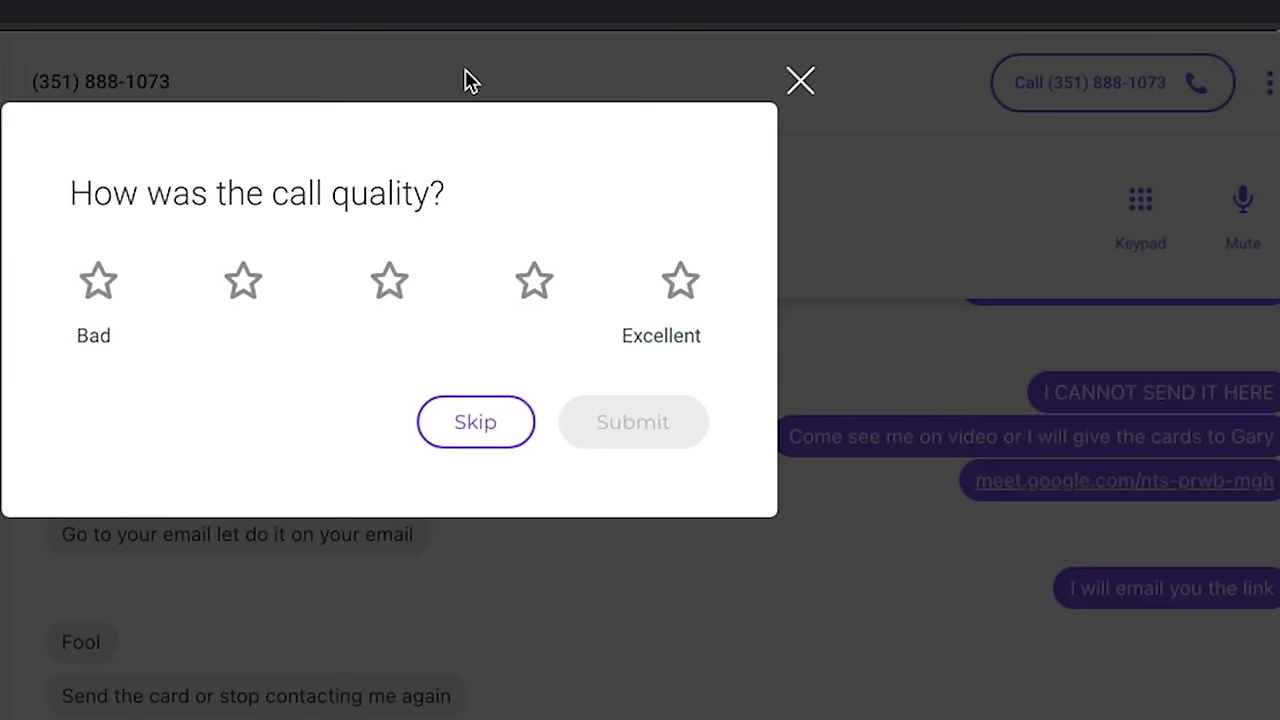 (351) 888-1073
Call (351) 888-1073
How was the call quality?
Keypad
Mute
Bad
Excellent
Skip
Submit
I CANNOT SEND IT HERE
Come see me on video or I will give the cards to Gary
meet.google.com/nts-prwb-mgh
Go to your email let do it on your email
I will email you the link
Fool
Send the card or stop contacting me again